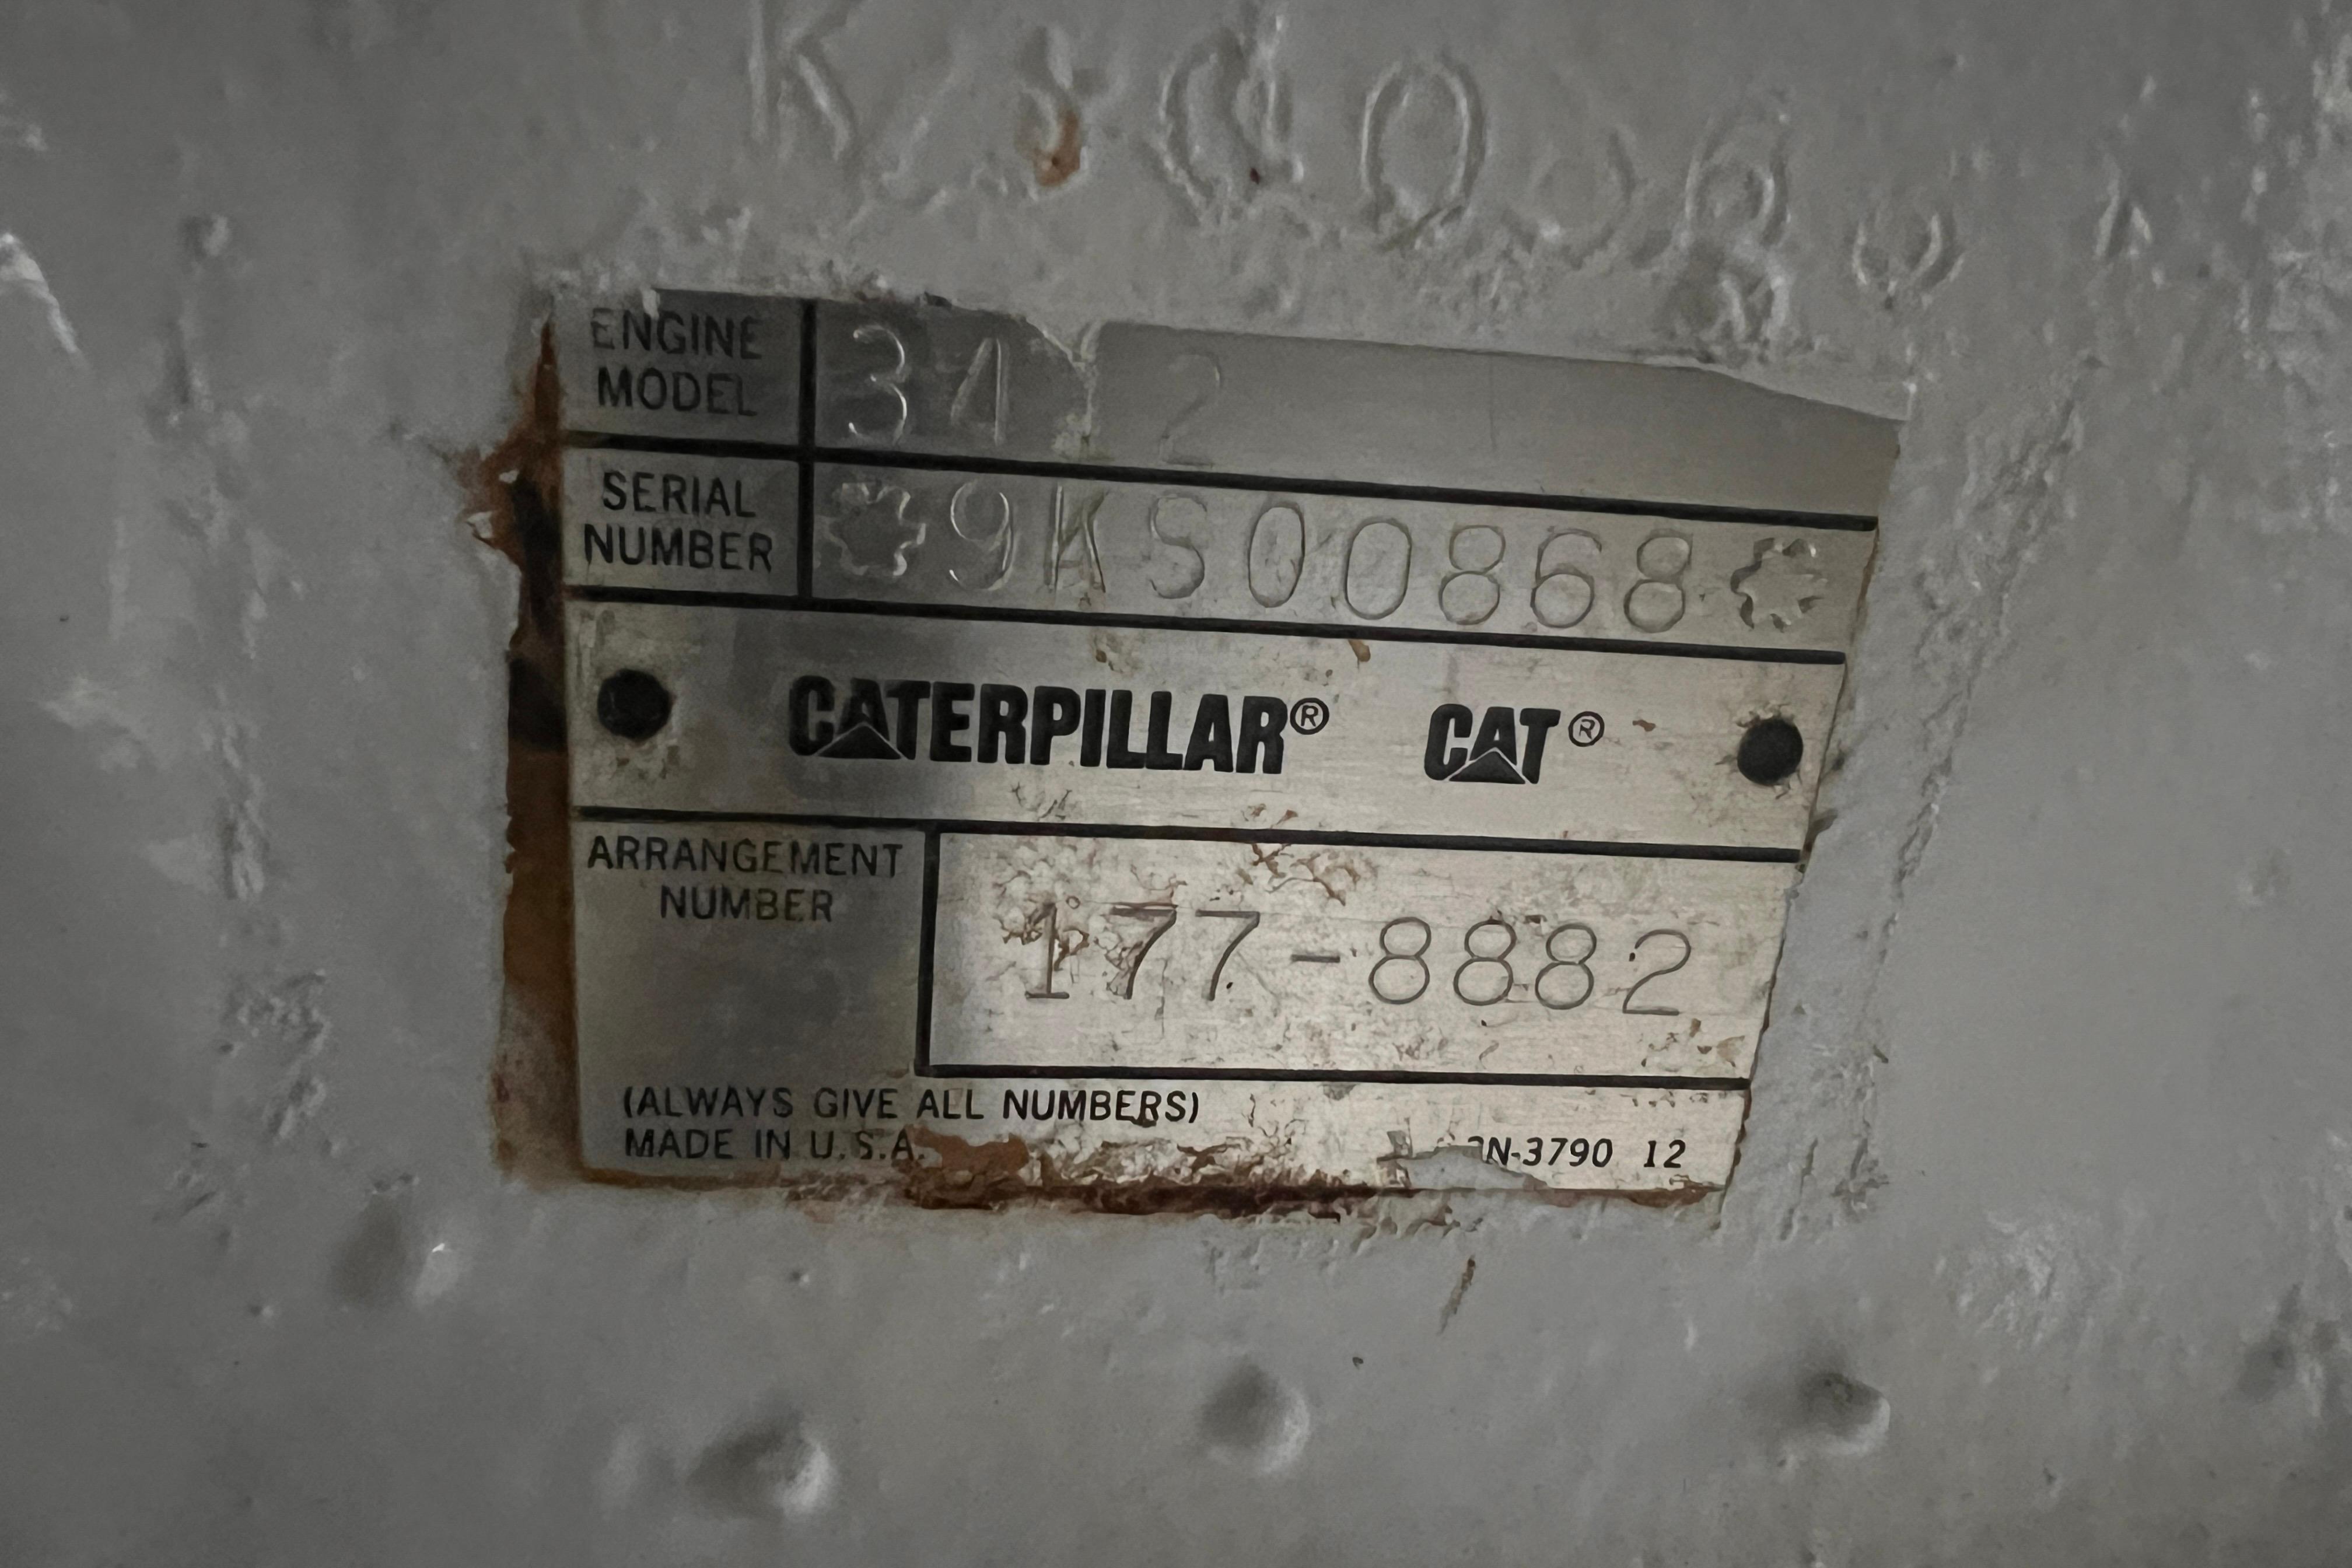 ENGINE MODEL 3412
SERIAL NUMBER 9KS00868
CATERPILLAR® CAT®
ARRANGEMENT NUMBER 177-8882
(ALWAYS GIVE ALL NUMBERS)
MADE IN U.S.A. N-3790 12